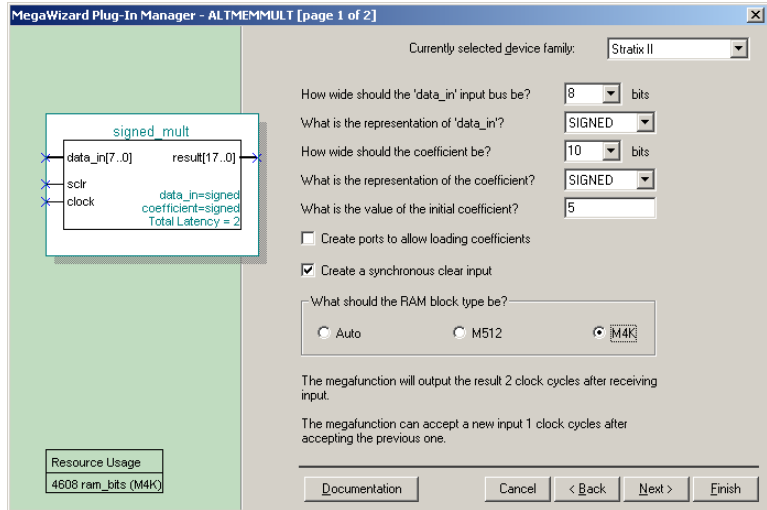 MegaWizard Plug-In Manager - ALTMEMMULT [page 1 of 2]
Currently selected device family: Stratix II
signed_mult
data_in[7..0] result[17..0]
sclr
clock
data_in=signed
coefficient=signed
Total Latency = 2
How wide should the 'data_in' input bus be? 8 bits
What is the representation of 'data_in'? SIGNED
How wide should the coefficient be? 10 bits
What is the representation of the coefficient? SIGNED
What is the value of the initial coefficient? 5
Create ports to allow loading coefficients
Create a synchronous clear input
What should the RAM block type be?
Auto M512 M4K
The megafunction will output the result 2 clock cycles after receiving
input.
The megafunction can accept a new input 1 clock cycles after
accepting the previous one.
Resource Usage
4608 ram_bits (M4K)
Documentation Cancel < Back Next > Finish